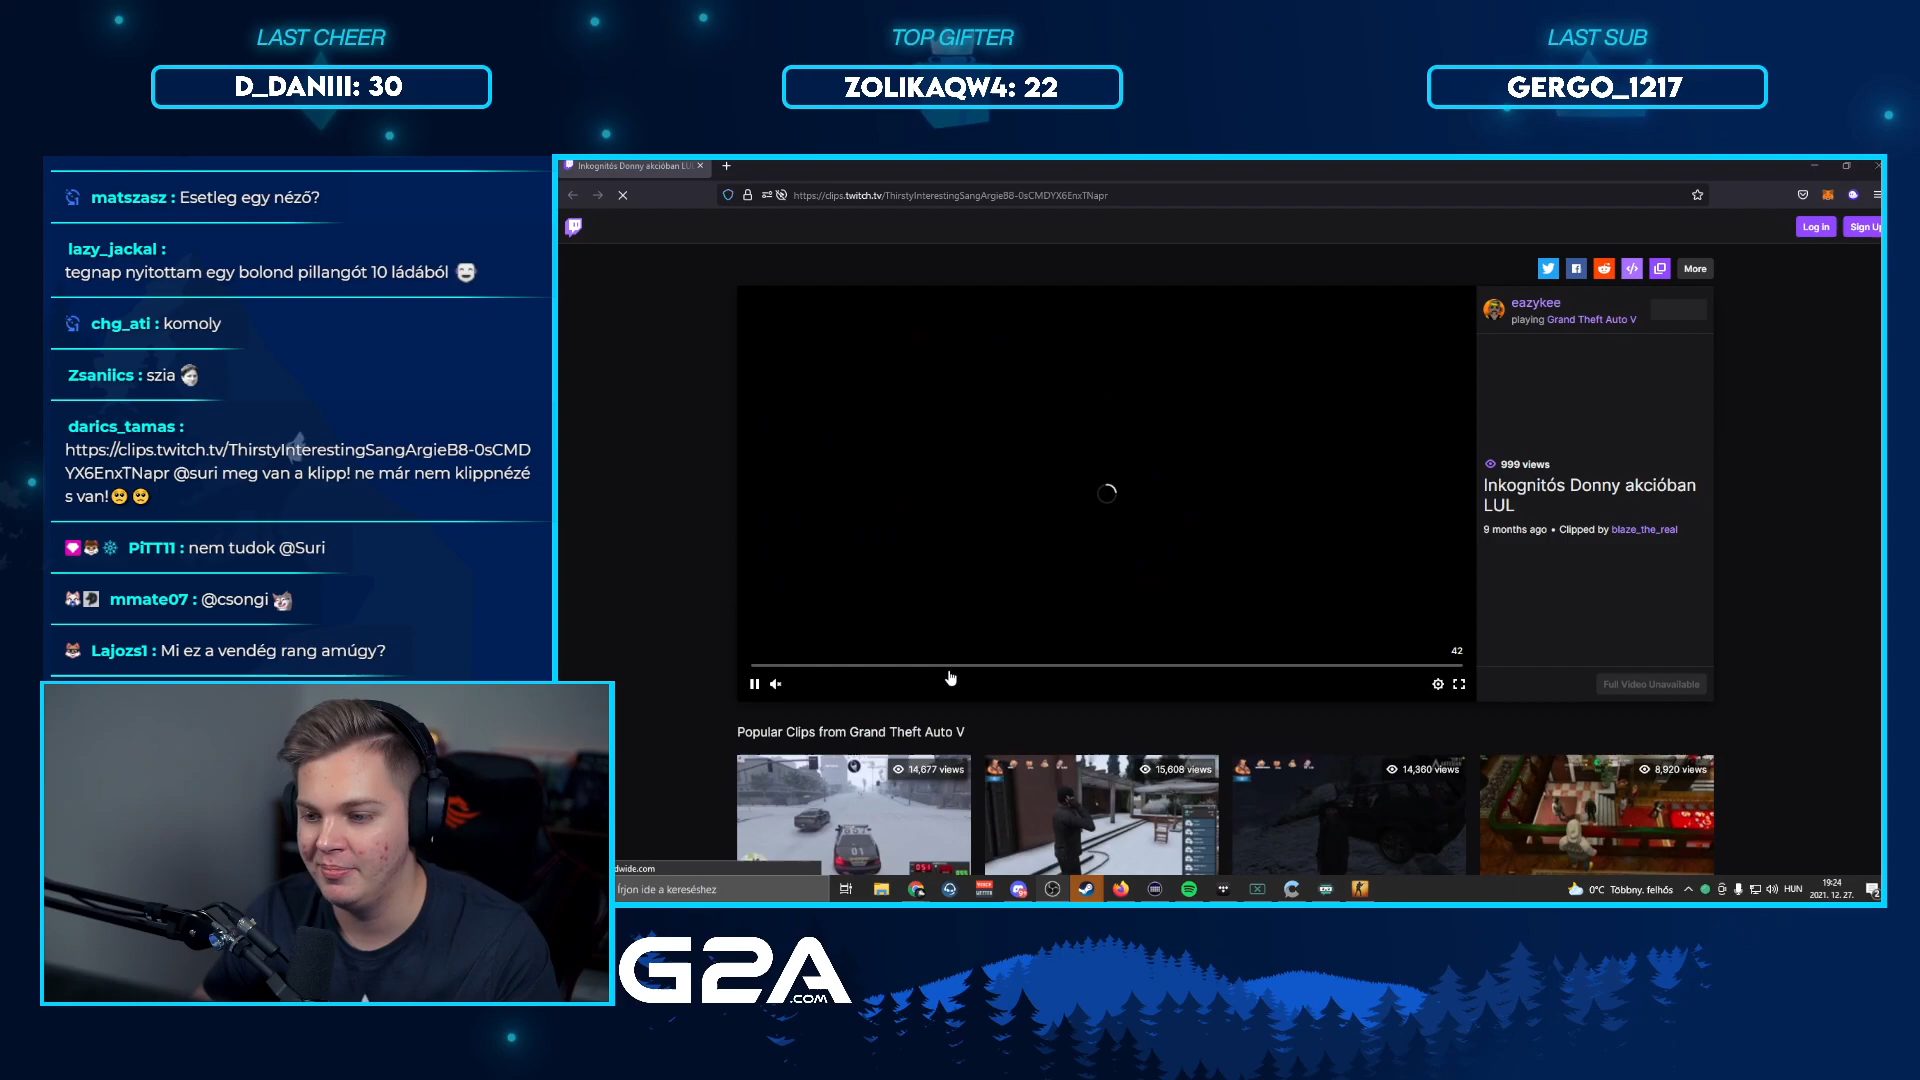 LAST CHEER
D_DANIII: 30
TOP GIFTER
ZOLIKAQW4: 22
LAST SUB
GERGO_1217
matszasz : Esetleg egy néző?
lazy_jackal :
tegnap nyitottam egy bolond pillangót 10 ládából
chg_ati : komoly
Zsaniics : szia
darics_tamas :
https://clips.twitch.tv/ThirstyInterestingSangArgieB8-0sCMD
YX6EnxTNapr @suri meg van a klipp! ne már nem klippnézé
s van!
PiTT11 : nem tudok @Suri
mmate07 : @csongi
Lajozs1 : Mi ez a vendég rang amúgy?
Inkognitós Donny akcióban LU
https://clips.twitch.tv/ThirstyInterestingSangArgieB8-0sCMDYX6EnxTNapr
Log In
Sign Up
More
eazykee
playing Grand Theft Auto V
999 views
Inkognitós Donny akcióban
LUL
9 months ago • Clipped by blaze_the_real
42
Full Video Unavailable
Popular Clips from Grand Theft Auto V
14,677 views
15,608 views
14,360 views
8,920 views
dwide.com
Írjon ide a kereséshez
0°C Többny. felhős
HUN
19:24
2021. 12. 27.
G2A
.COM